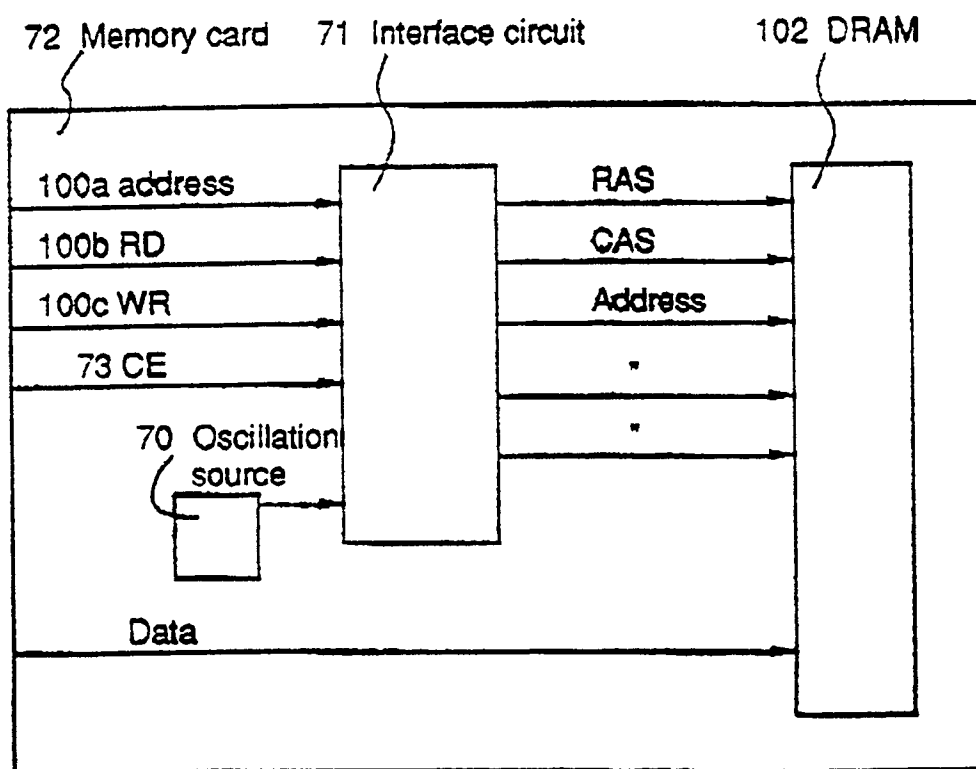 72 Memory card
71 Interface circuit
102 DRAM
100a address
100b RD
100c WR
73 CE
70 Oscillation
source
RAS
CAS
Address
"
"
Data